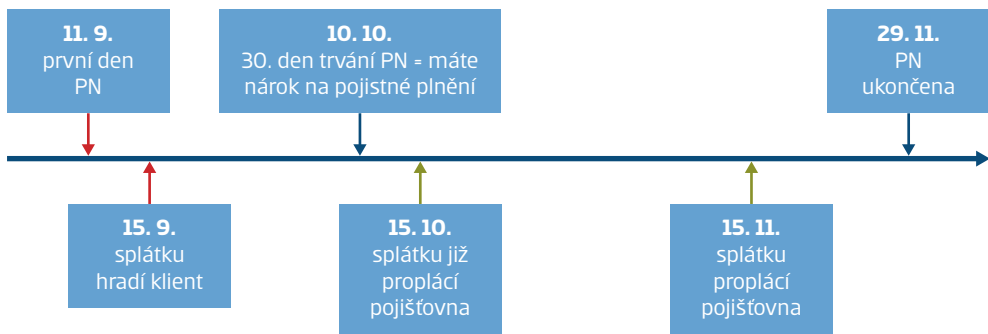 11. 9.
první den
PN
10. 10.
30. den trvání PN = máte
nárok na pojistné plnění
29. 11.
PN
ukončena
15. 9.
splátku
hradí klient
15. 10.
splátku již
proplácí
pojišťovna
15. 11.
splátku
proplácí
pojišťovna